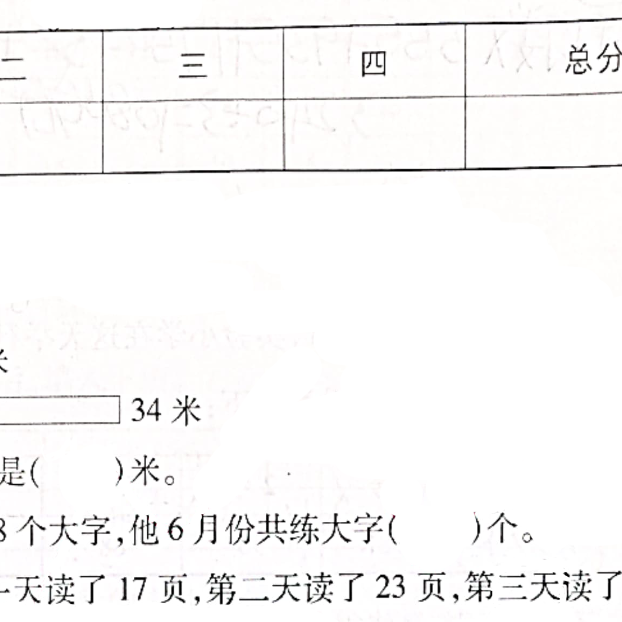 二 三 四 总分
米
34 米
是( )米。
8 个大字,他 6 月份共练大字( )个。
一天读了 17 页,第二天读了 23 页,第三天读了